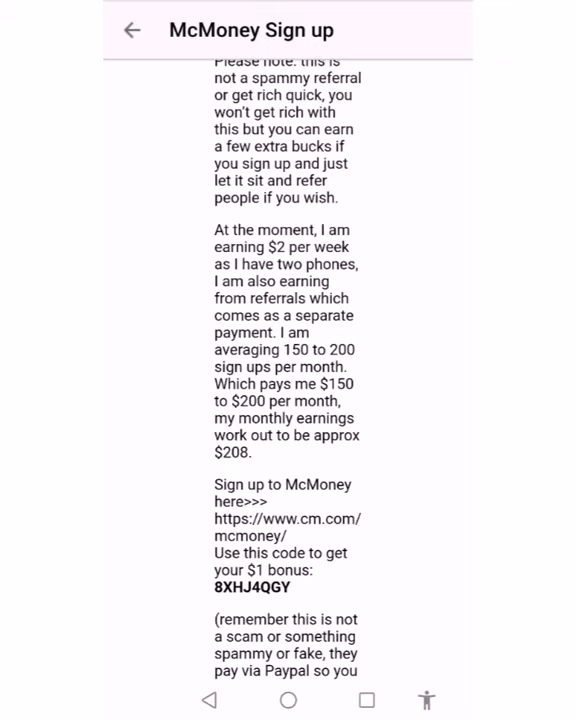 McMoney Sign up
Please note: this is
not a spammy referral
or get rich quick, you
won't get rich with
this but you can earn
a few extra bucks if
you sign up and just
let it sit and refer
people if you wish.
At the moment, I am
earning $2 per week
as I have two phones,
I am also earning
from referrals which
comes as a separate
payment. I am
averaging 150 to 200
sign ups per month.
Which pays me $150
to $200 per month,
my monthly earnings
work out to be approx
$208.
Sign up to McMoney
here>>>
https://www.cm.com/
mcmoney/
Use this code to get
your $1 bonus:
8XHJ4QGY
(remember this is not
a scam or something
spammy or fake, they
pay via Paypal so you